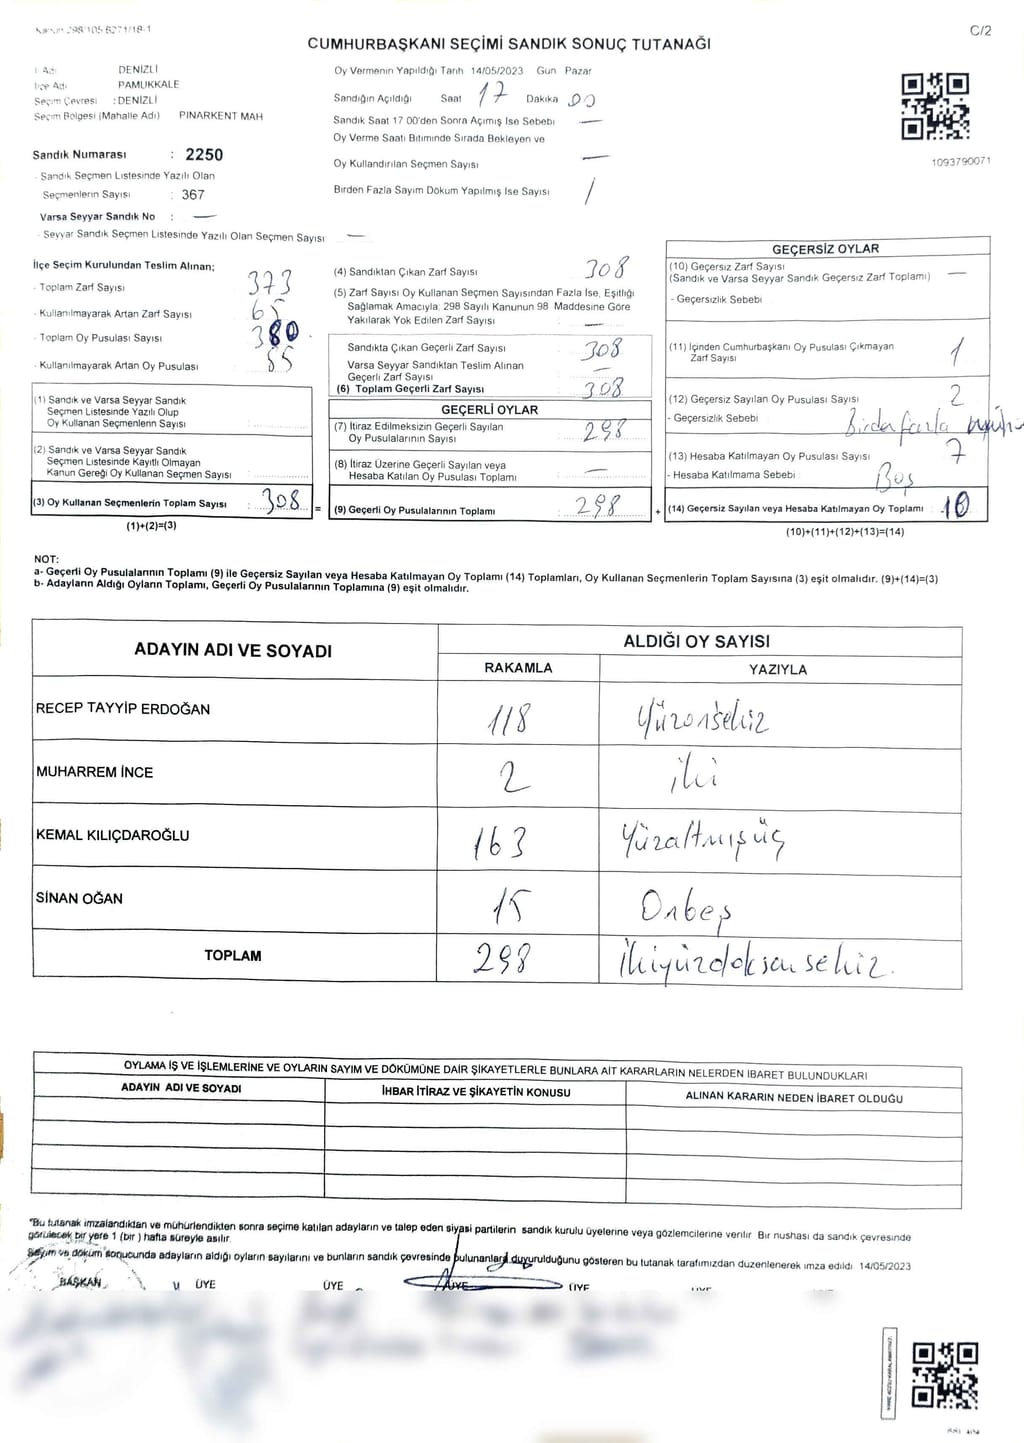 C/2
CUMHURBAŞKANI SEÇİMİ SANDIK SONUÇ TUTANAĞI
İl Adı DENİZLİ
İlçe Adı PAMUKKALE
Seçim Çevresi : DENİZLİ
Seçim Bölgesi (Mahalle Adı) PINARKENT MAH
Sandık Numarası : 2250
- Sandık Seçmen Listesinde Yazılı Olan
Seçmenlerin Sayısı : 367
Varsa Seyyar Sandık No : —
- Seyyar Sandık Seçmen Listesinde Yazılı Olan Seçmen Sayısı —
Oy Vermenin Yapıldığı Tarih 14/05/2023 Gün Pazar
Sandığın Açıldığı Saat 17 Dakika 00
Sandık Saat 17 00'den Sonra Açımış İse Sebebi —
Oy Verme Saati Bitiminde Sırada Bekleyen ve
Oy Kullandırılan Seçmen Sayısı —
Birden Fazla Sayım Döküm Yapılmış İse Sayısı /
1093790071
İlçe Seçim Kurulundan Teslim Alınan;
- Toplam Zarf Sayısı 373
- Kullanılmayarak Artan Zarf Sayısı 65
- Toplam Oy Pusulası Sayısı 380
- Kullanılmayarak Artan Oy Pusulası 55
(1) Sandık ve Varsa Seyyar Sandık
Seçmen Listesinde Yazılı Olup
Oy Kullanan Seçmenlerin Sayısı :
(2) Sandık ve Varsa Seyyar Sandık
Seçmen Listesinde Kayıtlı Olmayan
Kanun Gereği Oy Kullanan Seçmen Sayısı :
(3) Oy Kullanan Seçmenlerin Toplam Sayısı : 308 =
(1)+(2)=(3)
(4) Sandıktan Çıkan Zarf Sayısı 308
(5) Zarf Sayısı Oy Kullanan Seçmen Sayısından Fazla İse, Eşitliği
Sağlamak Amacıyla; 298 Sayılı Kanunun 98 Maddesine Göre
Yakılarak Yok Edilen Zarf Sayısı : —
Sandıkta Çıkan Geçerli Zarf Sayısı : 308
Varsa Seyyar Sandıktan Teslim Alınan
Geçerli Zarf Sayısı : —
(6) Toplam Geçerli Zarf Sayısı : 308
GEÇERLİ OYLAR
(7) İtiraz Edilmeksizin Geçerli Sayılan
Oy Pusulalarının Sayısı : 298
(8) İtiraz Üzerine Geçerli Sayılan veya
Hesaba Katılan Oy Pusulası Toplamı : —
(9) Geçerli Oy Pusulalarının Toplamı : 298 +
GEÇERSİZ OYLAR
(10) Geçersiz Zarf Sayısı
(Sandık ve Varsa Seyyar Sandık Geçersiz Zarf Toplamı) —
- Geçersizlik Sebebi
(11) İçinden Cumhurbaşkanı Oy Pusulası Çıkmayan
Zarf Sayısı 1
(12) Geçersiz Sayılan Oy Pusulası Sayısı 2
- Geçersizlik Sebebi Birden fazla
(13) Hesaba Katılmayan Oy Pusulası Sayısı 7
- Hesaba Katılmama Sebebi Boş
(14) Geçersiz Sayılan veya Hesaba Katılmayan Oy Toplamı : 10
(10)+(11)+(12)+(13)=(14)
NOT:
a- Geçerli Oy Pusulalarının Toplamı (9) ile Geçersiz Sayılan veya Hesaba Katılmayan Oy Toplamı (14) Toplamları, Oy Kullanan Seçmenlerin Toplam Sayısına (3) eşit olmalıdır. (9)+(14)=(3)
b- Adayların Aldığı Oyların Toplamı, Geçerli Oy Pusulalarının Toplamına (9) eşit olmalıdır.
ADAYIN ADI VE SOYADI ALDIĞI OY SAYISI
RAKAMLA YAZIYLA
RECEP TAYYİP ERDOĞAN 118 Yüzonsekiz
MUHARREM İNCE 2 iki
KEMAL KILIÇDAROĞLU 163 Yüzaltmışüç
SİNAN OĞAN 15 Onbeş
TOPLAM 298 İkiyüzdoksansekiz.
OYLAMA İŞ VE İŞLEMLERİNE VE OYLARIN SAYIM VE DÖKÜMÜNE DAİR ŞİKAYETLERLE BUNLARA AİT KARARLARIN NELERDEN İBARET BULUNDUKLARI
ADAYIN ADI VE SOYADI İHBAR İTİRAZ VE ŞİKAYETİN KONUSU ALINAN KARARIN NEDEN İBARET OLDUĞU
"Bu tutanak imzalandıktan ve mühürlendikten sonra seçime katılan adayların ve talep eden siyasi partilerin sandık kurulu üyelerine veya gözlemcilerine verilir Bir nushası da sandık çevresinde
görülecek bir yere 1 (bir ) hafta süreyle asılır.
Seçim ve döküm sonucunda adayların aldığı oyların sayılarını ve bunların sandık çevresinde bulunanlara duyurulduğunu gösteren bu tutanak tarafımızdan düzenlenerek imza edildi 14/05/2023
BAŞKAN ÜYE ÜYE ÜYE ÜYE